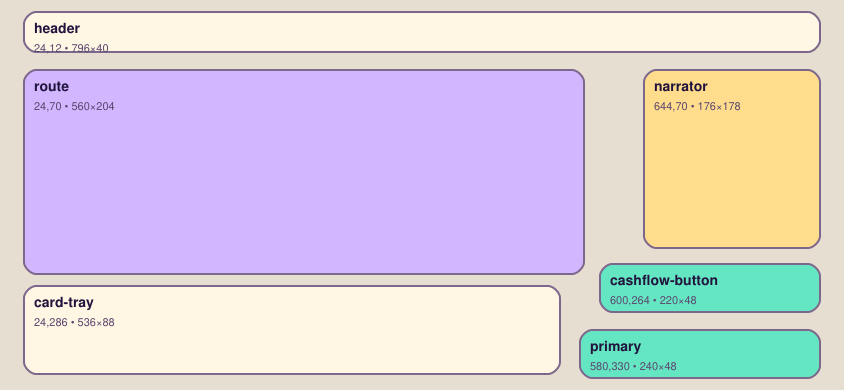 header
24,12 • 796×40
route
24,70 • 560×204
narrator
644,70 • 176×178
cashflow-button
600,264 • 220×48
card-tray
24,286 • 536×88
primary
580,330 • 240×48